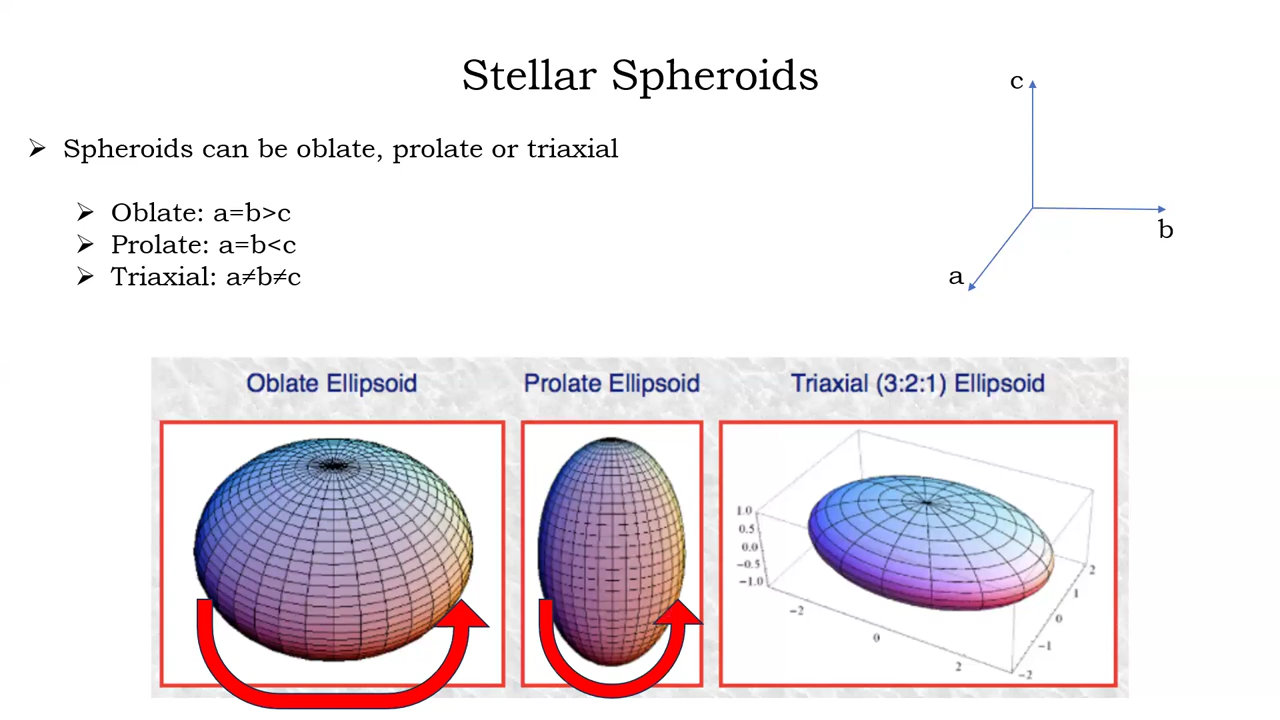 Stellar Spheroids
c
b
a
➢ Spheroids can be oblate, prolate or triaxial
➢ Oblate: a=b>c
➢ Prolate: a=b<c
➢ Triaxial: a≠b≠c
Oblate Ellipsoid
Prolate Ellipsoid
Triaxial (3:2:1) Ellipsoid
1.0
0.5
0.0
−0.5
−1.0
−2
0
2
2
1
0
−1
−2